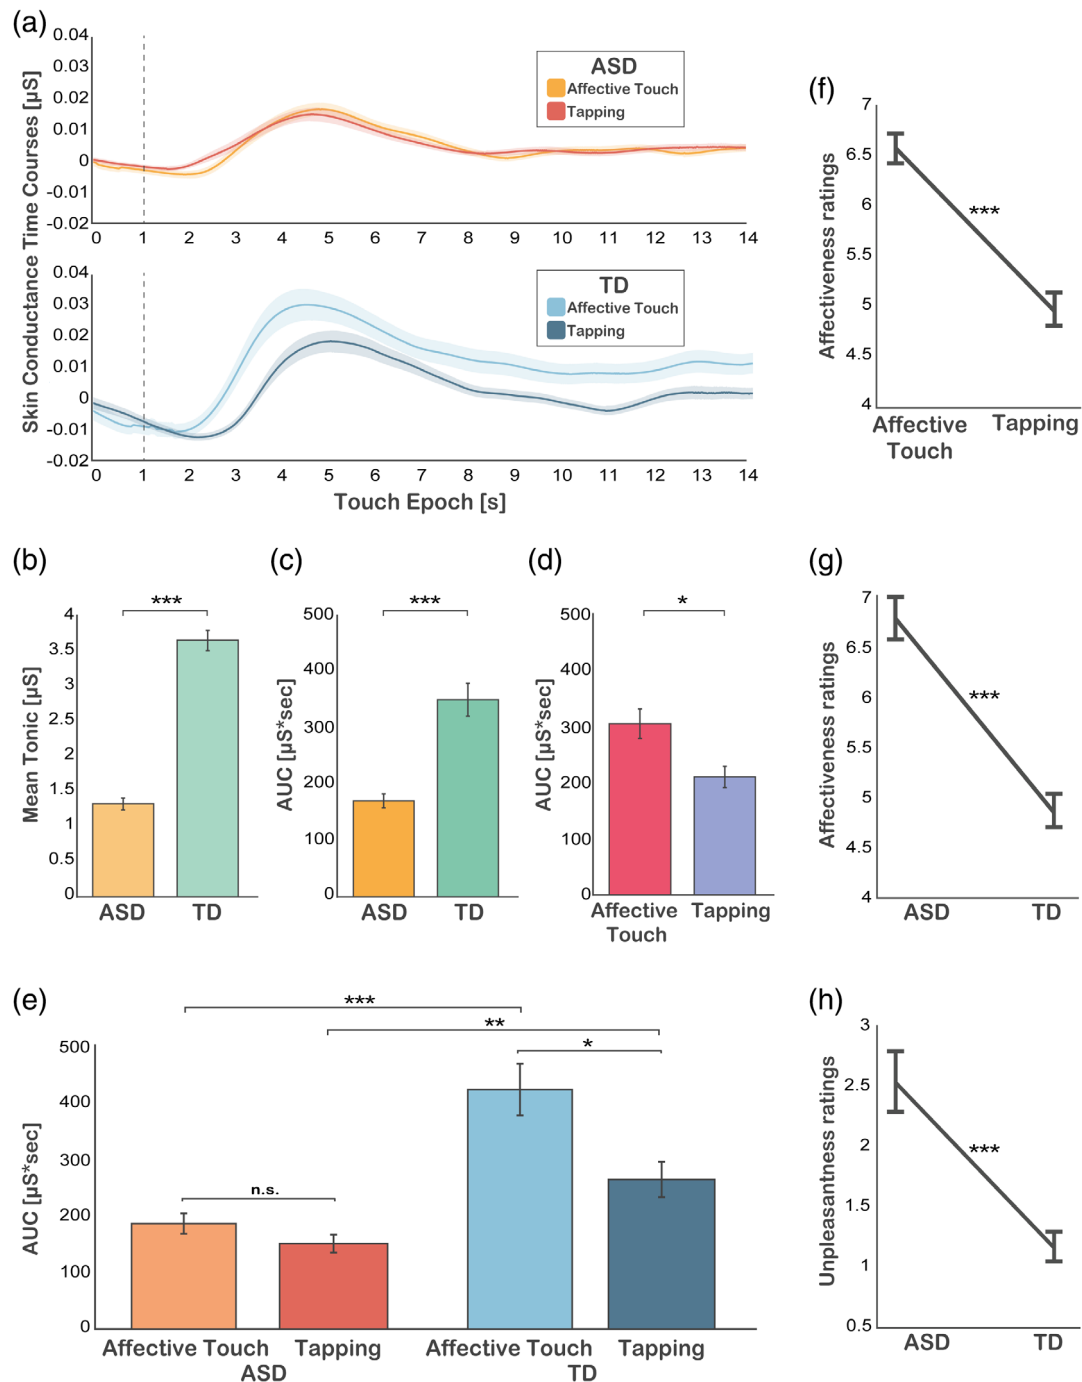 (a)
Skin Conductance Time Courses [µS]
0.04
0.03
0.02
0.01
0
-0.01
-0.02
0 1 2 3 4 5 6 7 8 9 10 11 12 13 14
ASD
Affective Touch
Tapping
0.04
0.03
0.02
0.01
0
-0.01
-0.02
0 1 2 3 4 5 6 7 8 9 10 11 12 13 14
TD
Affective Touch
Tapping
Touch Epoch [s]
(f)
Affectiveness ratings
7
6.5
6
5.5
5
4.5
4
***
Affective Tapping
Touch
(b)
Mean Tonic [µS]
4
3.5
3
2.5
2
1.5
1
0.5
0
***
ASD TD
(c)
AUC [µS*sec]
500
400
300
200
100
0
***
ASD TD
(d)
AUC [µS*sec]
500
400
300
200
100
0
*
Affective Tapping
Touch
(g)
Affectiveness ratings
7
6.5
6
5.5
5
4.5
4
***
ASD TD
(e)
AUC [µS*sec]
500
400
300
200
100
0
***
**
*
n.s.
Affective Touch Tapping Affective Touch Tapping
ASD TD
(h)
Unpleasantness ratings
3
2.5
2
1.5
1
0.5
***
ASD TD